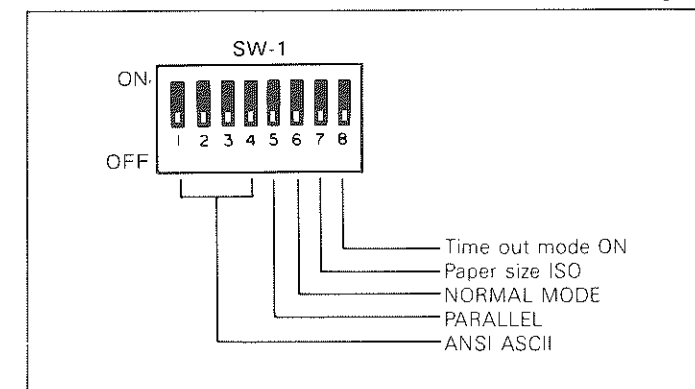 SW-1
ON
1 2 3 4 5 6 7 8
OFF
Time out mode ON
Paper size ISO
NORMAL MODE
PARALLEL
ANSI ASCII